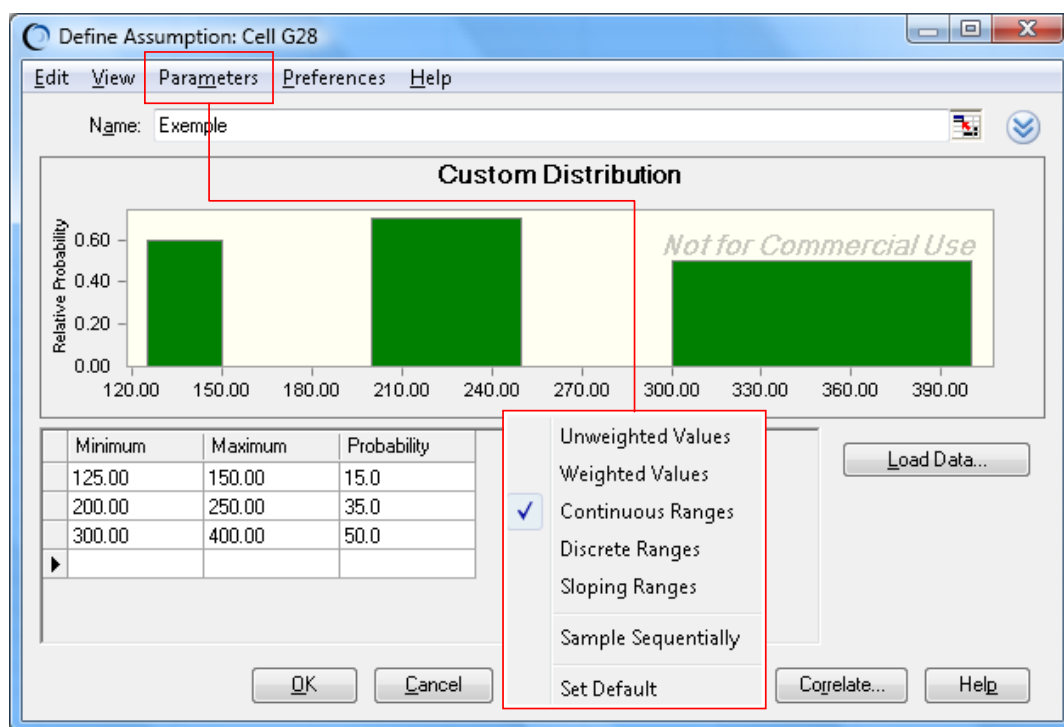 Define Assumption: Cell G28
Edit View Parameters Preferences Help
Name: Exemple
Custom Distribution
Not for Commercial Use
Relative Probability
0.60
0.40
0.20
0.00
120.00 150.00 180.00 210.00 240.00 270.00 300.00 330.00 360.00 390.00
Minimum Maximum Probability
125.00 150.00 15.0
200.00 250.00 35.0
300.00 400.00 50.0
Unweighted Values
Weighted Values
Continuous Ranges
Discrete Ranges
Sloping Ranges
Sample Sequentially
Set Default
Load Data...
OK Cancel Correlate... Help